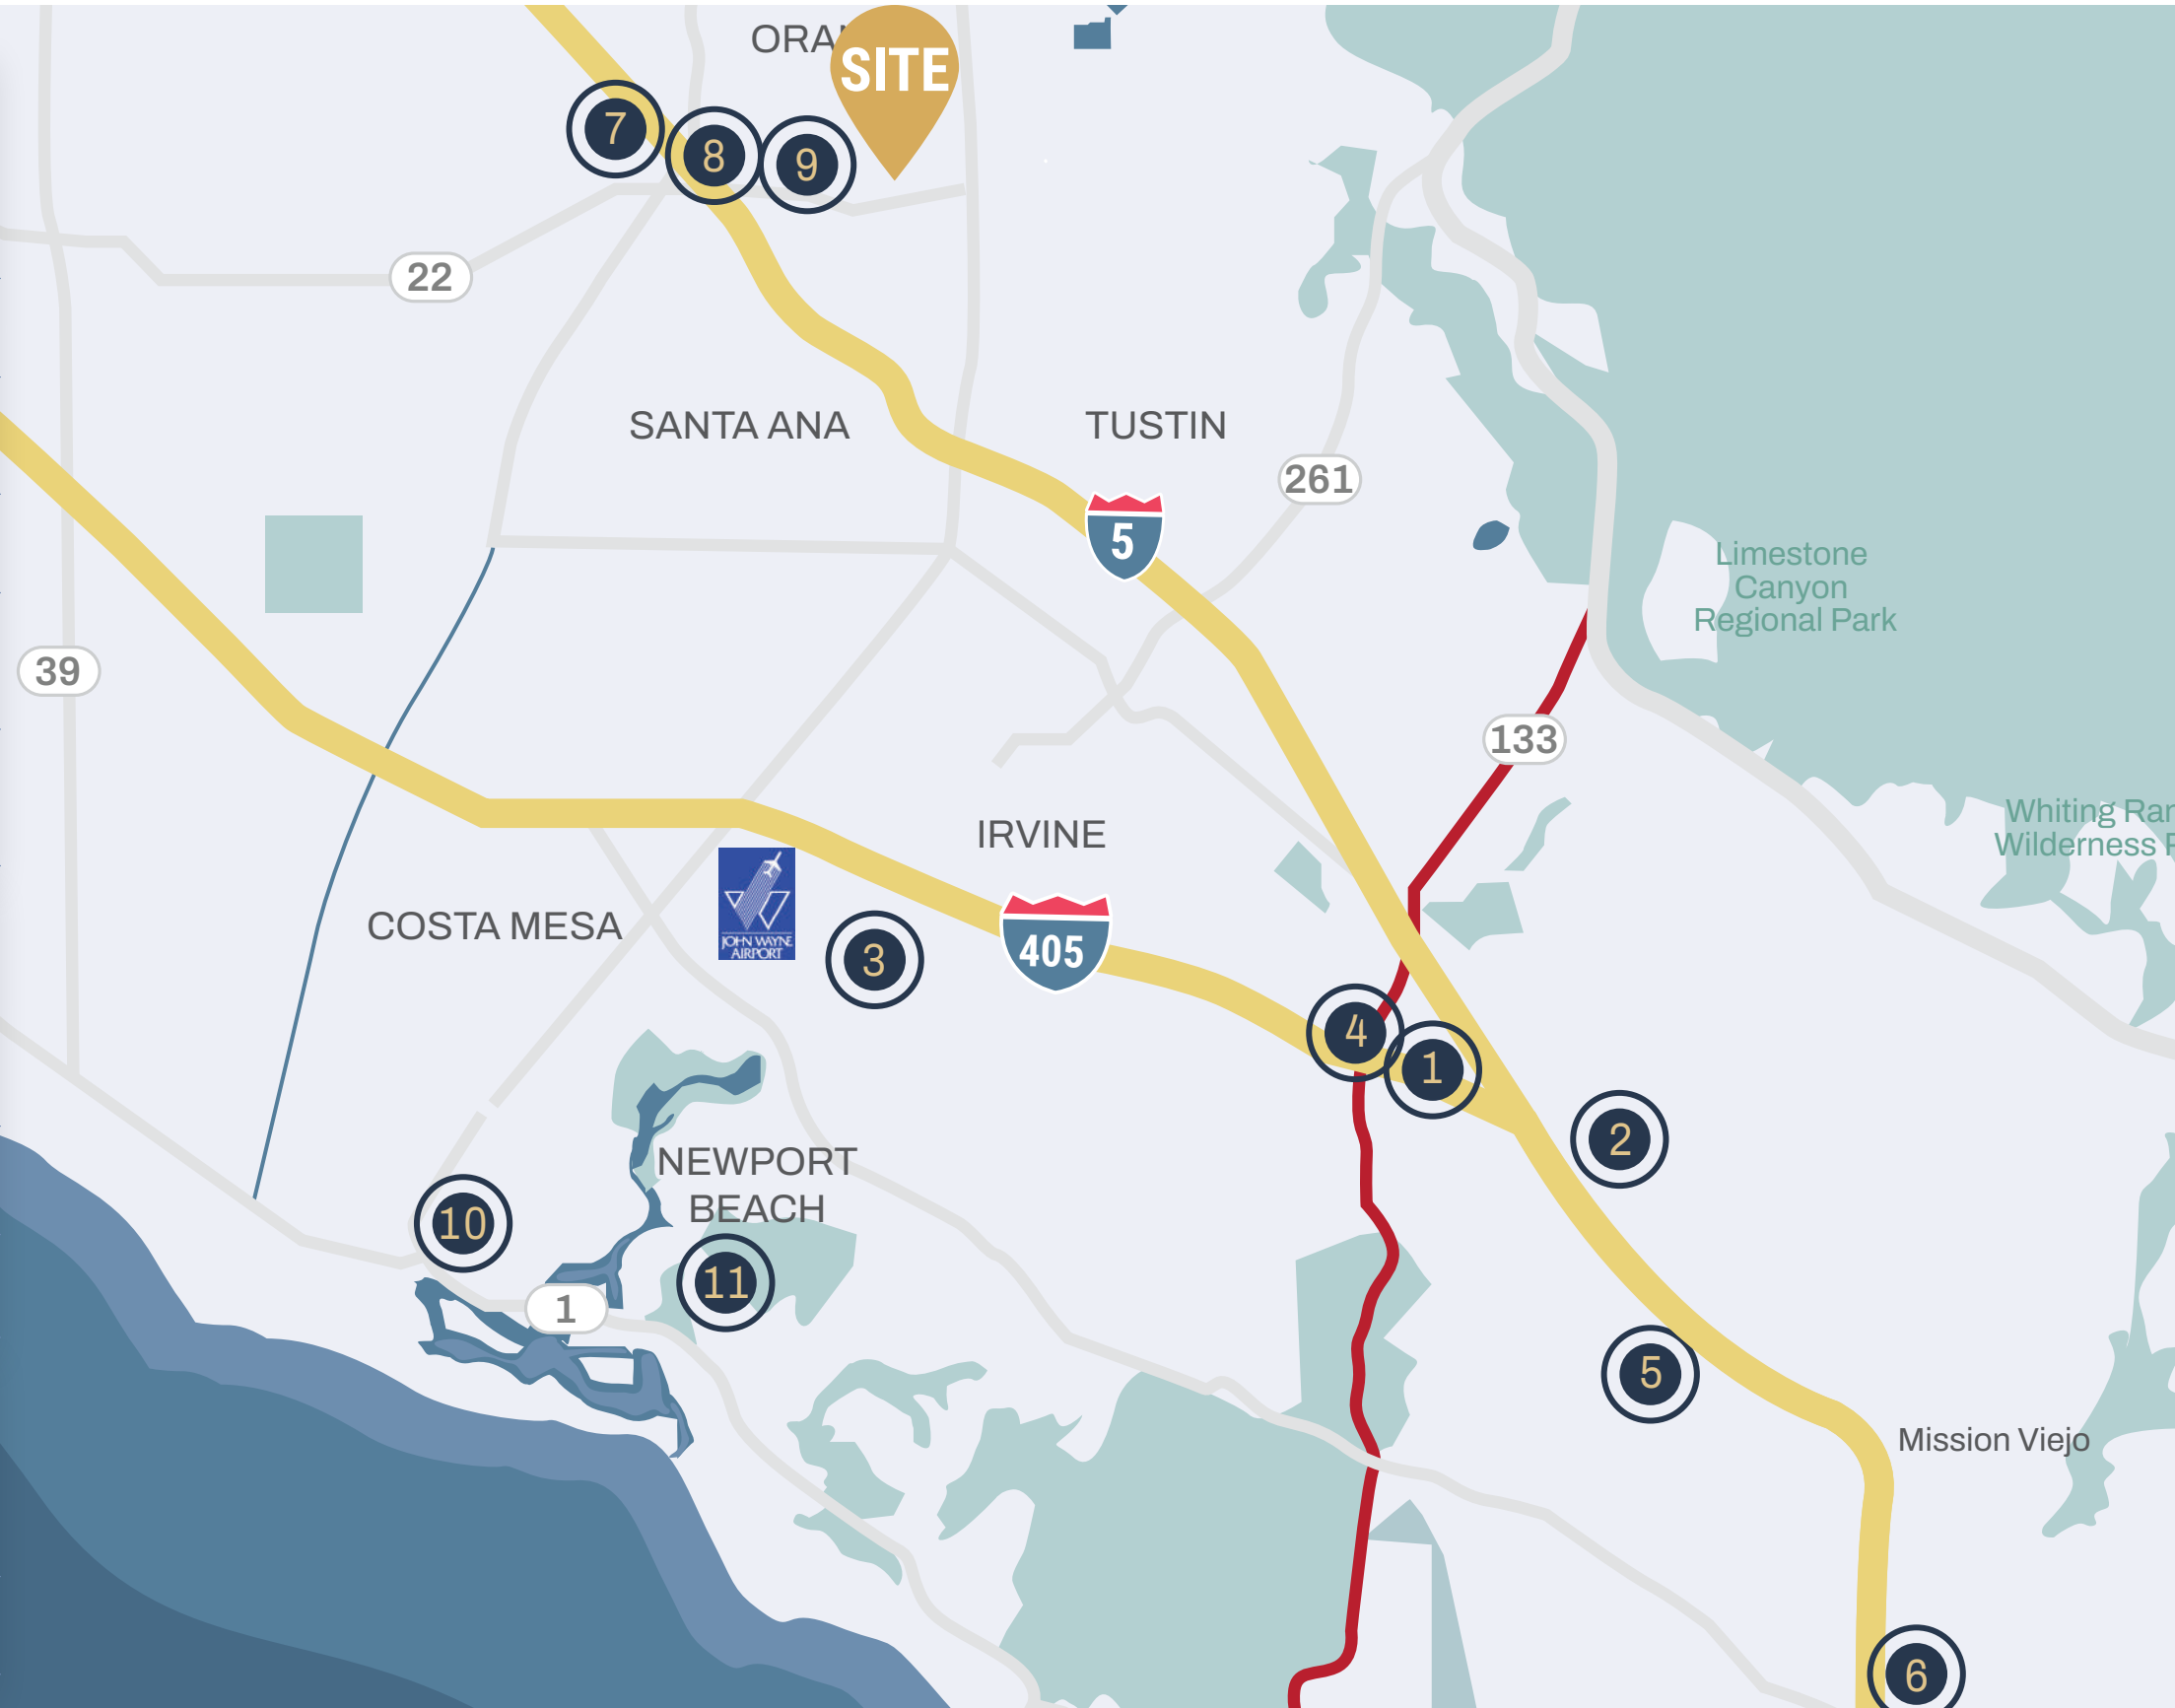 ORA
SITE
7
8
9
22
SANTA ANA
TUSTIN
261
5
Limestone
Canyon
Regional Park
39
133
Whiting Ran
Wilderness P
IRVINE
COSTA MESA
JOHN WAYNE
AIRPORT
3
405
4
1
2
NEWPORT
BEACH
10
11
1
5
Mission Viejo
6